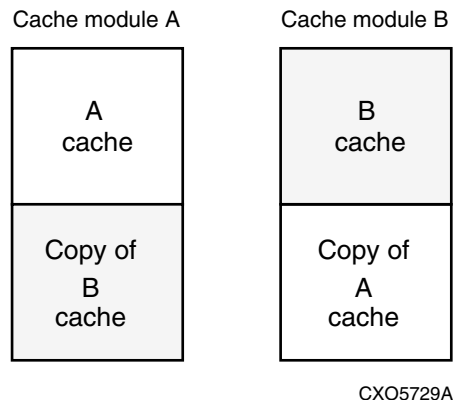 Cache module A
Cache module B
A
cache
B
cache
Copy of
B
cache
Copy of
A
cache
CXO5729A